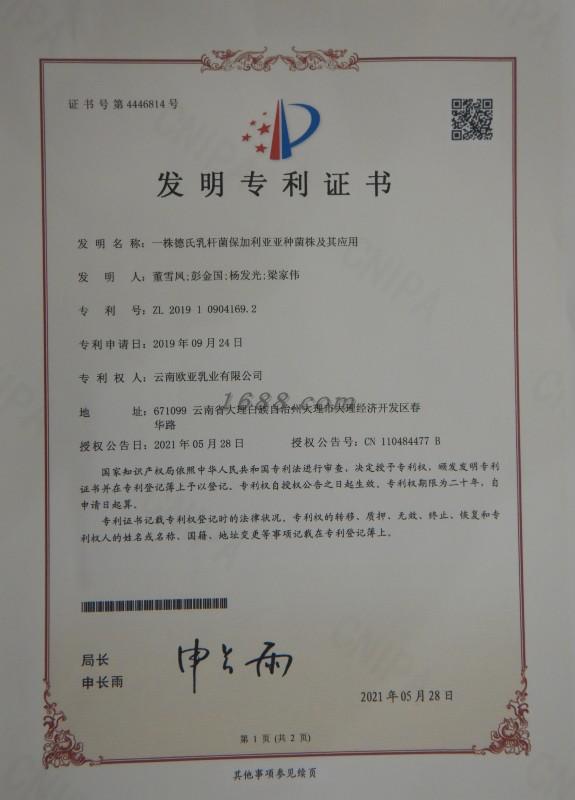 证书号第4446814号
发明专利证书
发明名称：一株德氏乳杆菌保加利亚亚种菌株及其应用
发明人：董雪凤;彭金国;杨发光;梁家伟
专利号：ZL 2019 1 0904169.2
专利申请日：2019年09月24日
专利权人：云南欧亚乳业有限公司
地址：671099 云南省大理白族自治州大理市大理经济开发区春
华路
1688.com
授权公告日：2021年05月28日 授权公告号：CN 110484477 B
国家知识产权局依照中华人民共和国专利法进行审查，决定授予专利权，颁发发明专利
证书并在专利登记簿上予以登记。专利权自授权公告之日起生效。专利权期限为二十年，自
申请日起算。
专利证书记载专利权登记时的法律状况。专利权的转移、质押、无效、终止、恢复和专
利权人的姓名或名称、国籍、地址变更等事项记载在专利登记簿上。
局长
申长雨
申长雨
2021年05月28日
第1页(共2页)
其他事项参见续页
CNIPA
CNIPA